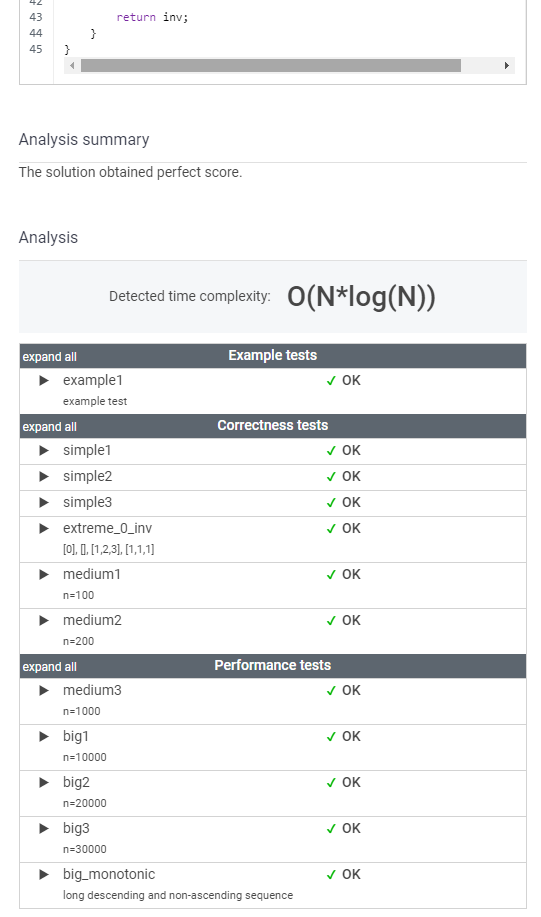 42
43 return inv;
44 }
45 }
Analysis summary
The solution obtained perfect score.
Analysis
Detected time complexity: O(N*log(N))
expand all Example tests
example1 ✓ OK
example test
expand all Correctness tests
simple1 ✓ OK
simple2 ✓ OK
simple3 ✓ OK
extreme_0_inv ✓ OK
[0], [], [1,2,3], [1,1,1]
medium1 ✓ OK
n=100
medium2 ✓ OK
n=200
expand all Performance tests
medium3 ✓ OK
n=1000
big1 ✓ OK
n=10000
big2 ✓ OK
n=20000
big3 ✓ OK
n=30000
big_monotonic ✓ OK
long descending and non-ascending sequence